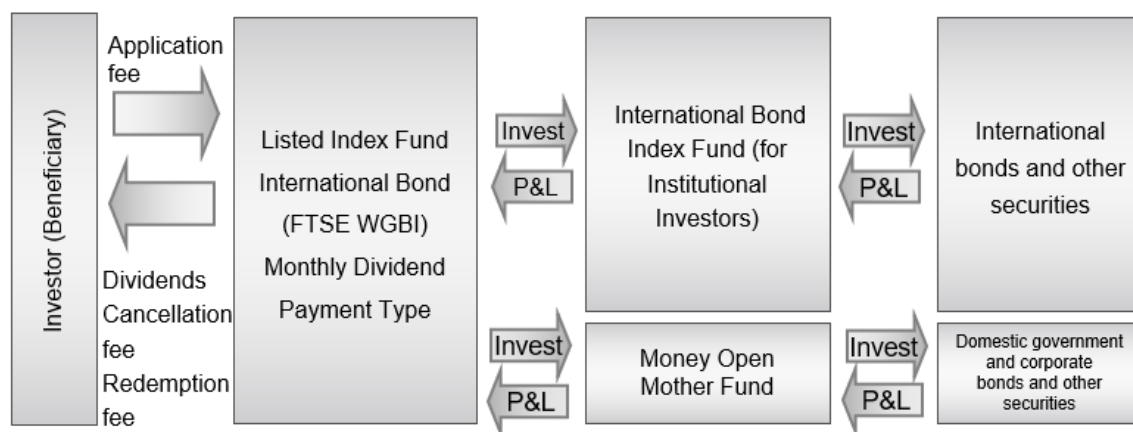 Investor (Beneficiary)
Application
fee
Dividends
Cancellation
fee
Redemption
fee
Listed Index Fund
International Bond
(FTSE WGBI)
Monthly Dividend
Payment Type
Invest
P&L
International Bond
Index Fund (for
Institutional
Investors)
Invest
P&L
International
bonds and other
securities
Invest
P&L
Money Open
Mother Fund
Invest
P&L
Domestic government
and corporate
bonds and other
securities